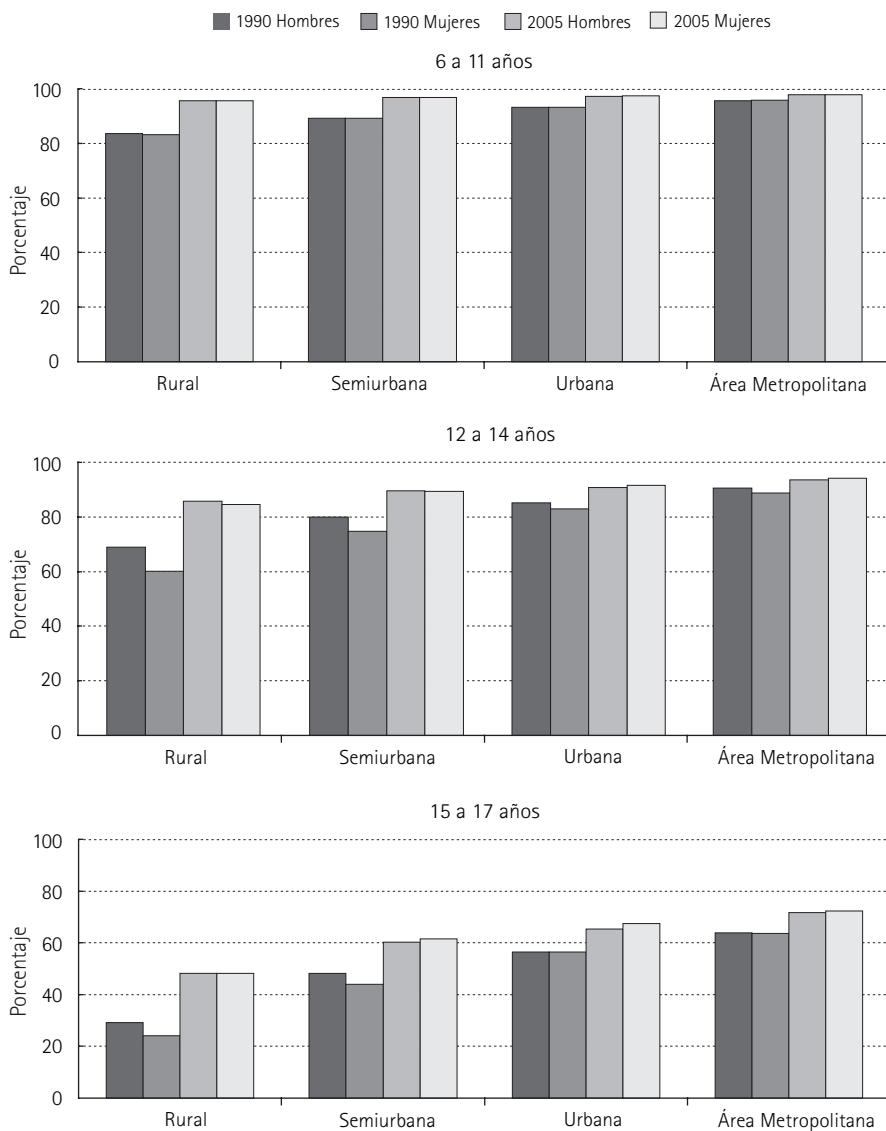 1990 Hombres 1990 Mujeres 2005 Hombres 2005 Mujeres
6 a 11 años
Porcentaje
100
80
60
40
20
0
Rural Semiurbana Urbana Área Metropolitana
12 a 14 años
Porcentaje
100
80
60
40
20
0
Rural Semiurbana Urbana Área Metropolitana
15 a 17 años
Porcentaje
100
80
60
40
20
0
Rural Semiurbana Urbana Área Metropolitana